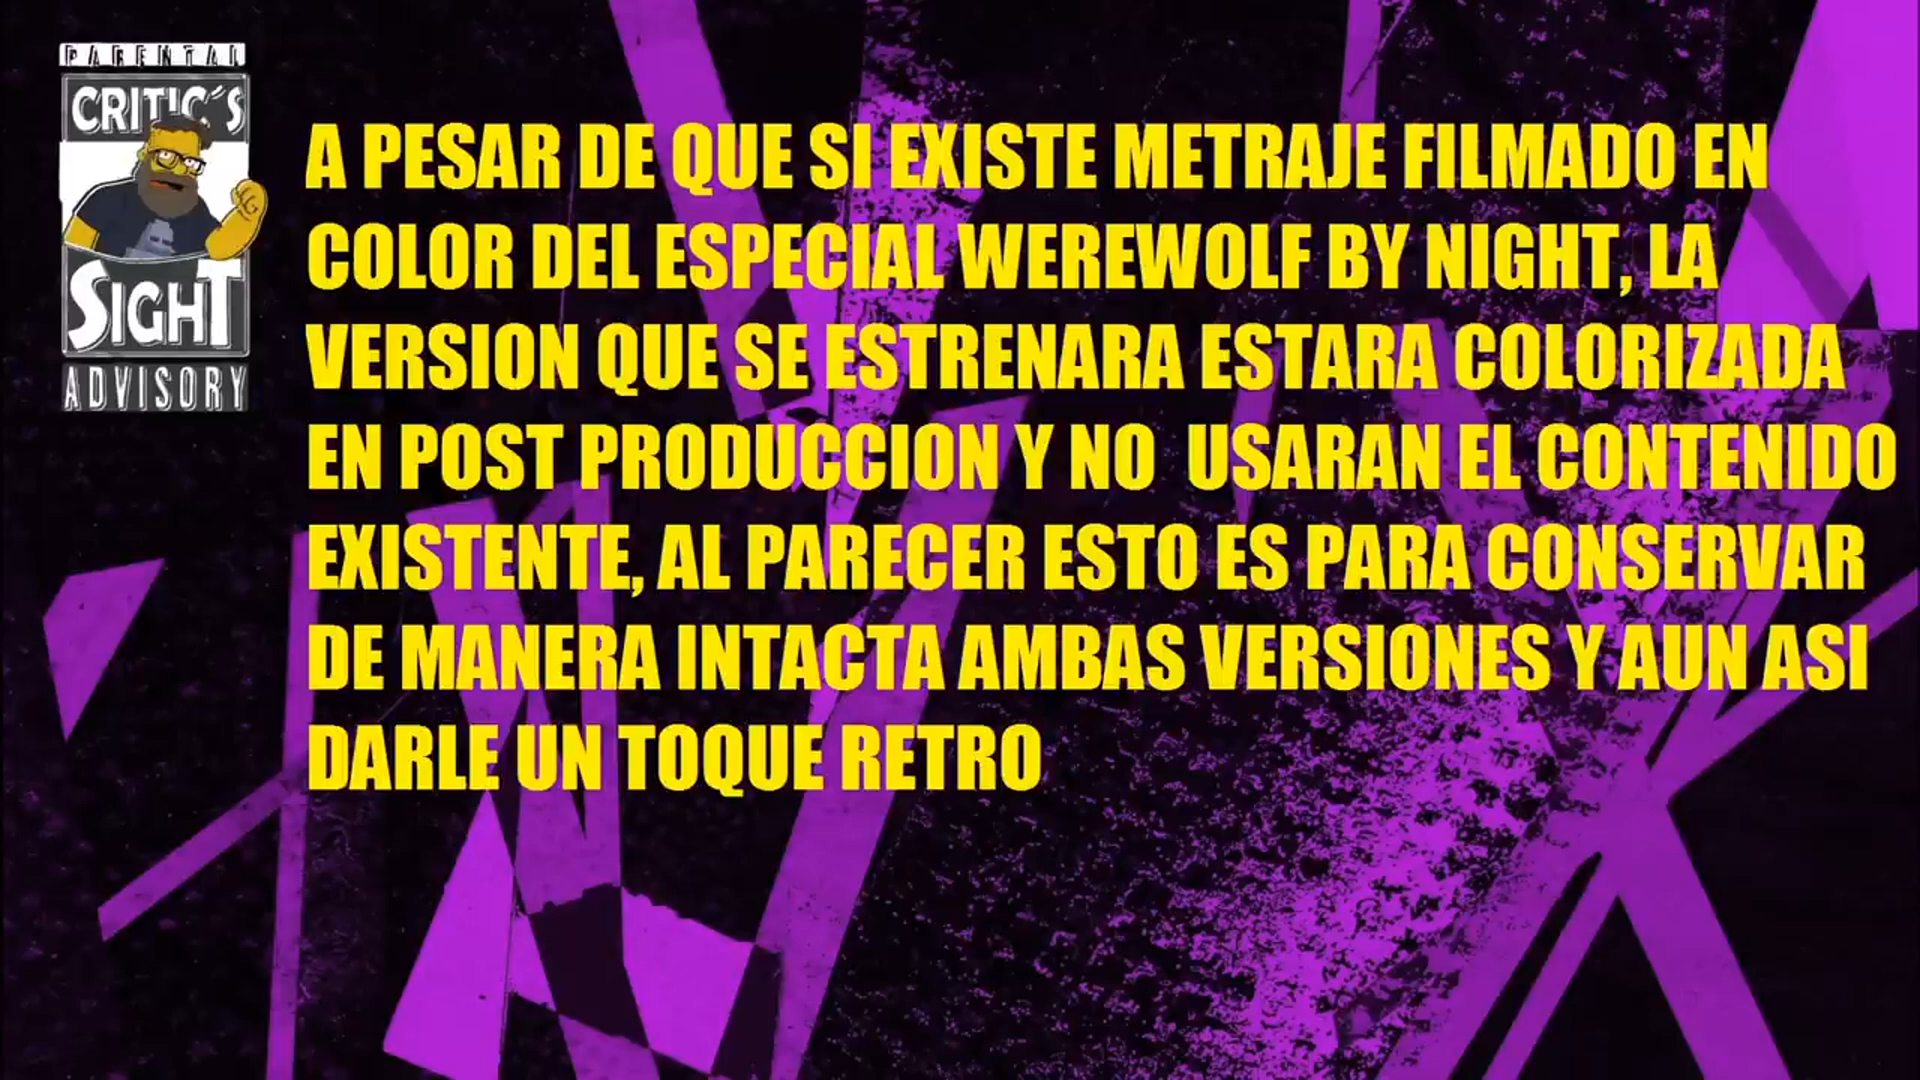 PARENTAL
CRITIC´S
SIGHT
ADVISORY
A PESAR DE QUE SI EXISTE METRAJE FILMADO EN
COLOR DEL ESPECIAL WEREWOLF BY NIGHT, LA
VERSION QUE SE ESTRENARA ESTARA COLORIZADA
EN POST PRODUCCION Y NO  USARAN EL CONTENIDO
EXISTENTE, AL PARECER ESTO ES PARA CONSERVAR
DE MANERA INTACTA AMBAS VERSIONES Y AUN ASI
DARLE UN TOQUE RETRO